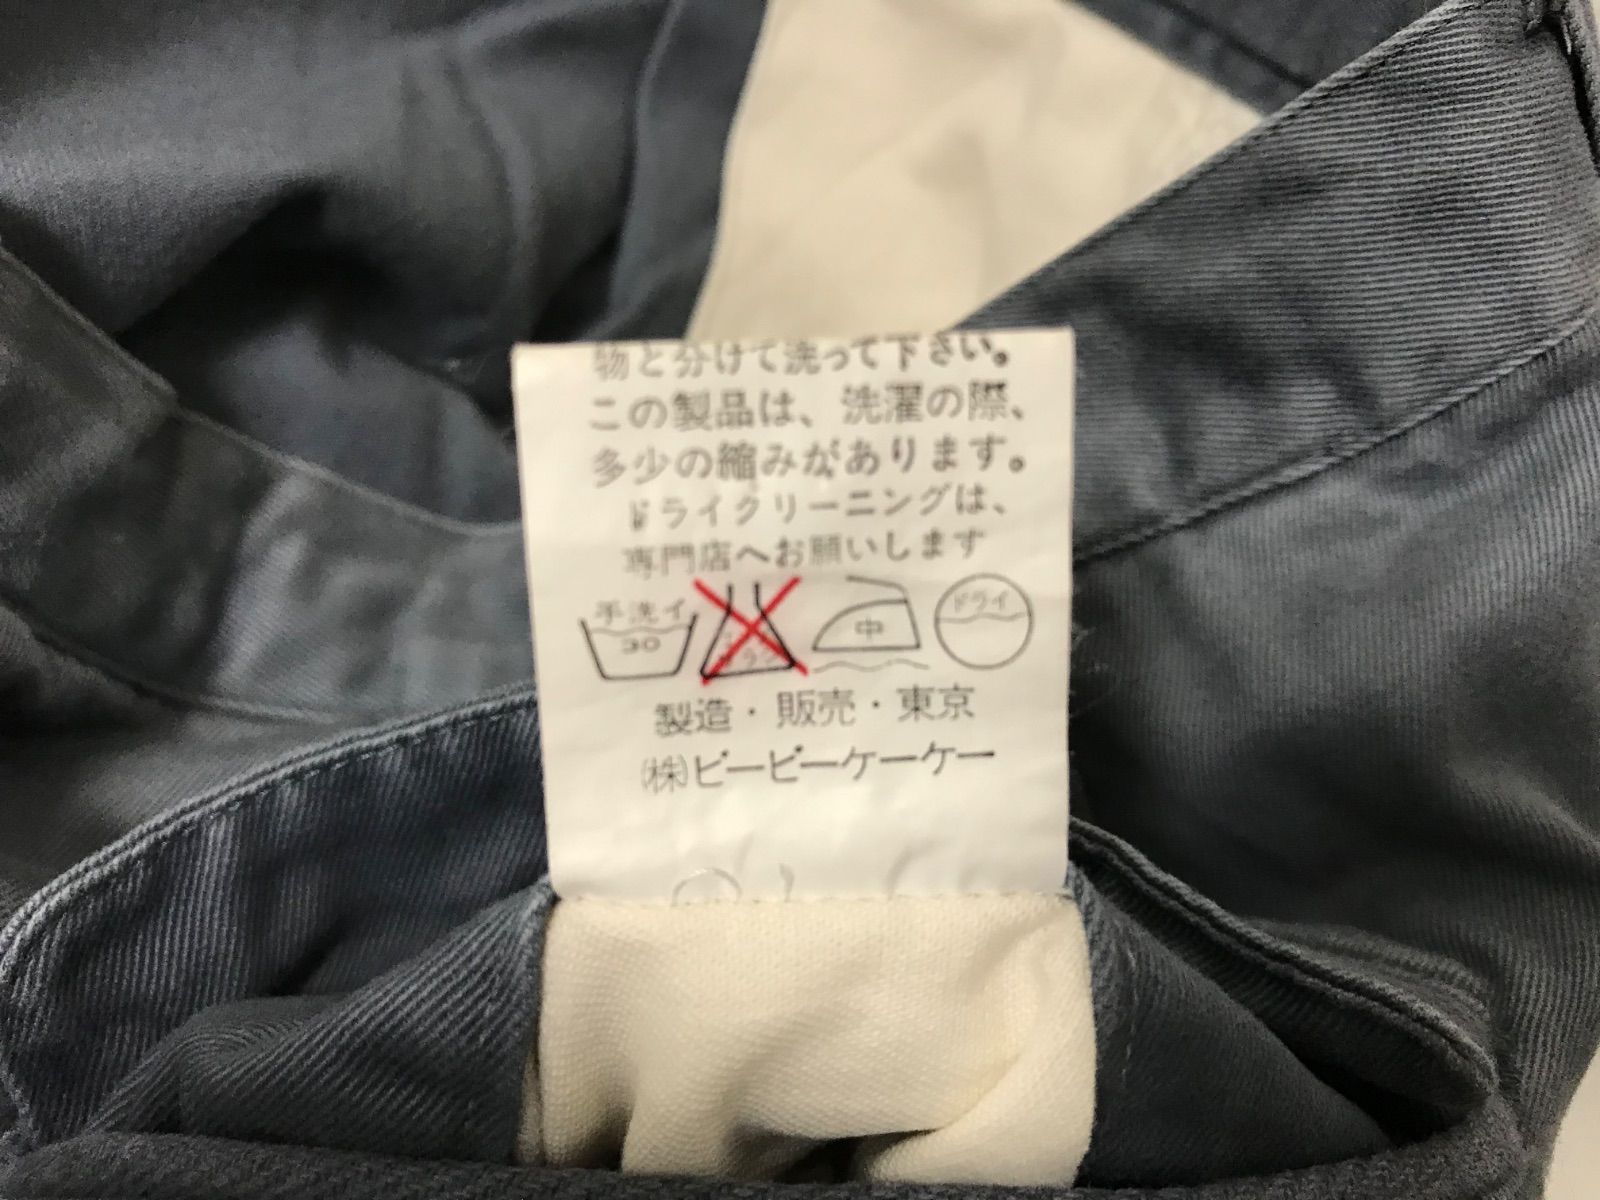 物と分けて洗って下さい。
この製品は、洗濯の際、
多少の縮みがあります。
ドライクリーニングは、
専門店へお願いします
手洗イ 30 中 ドライ
製造・販売・東京
㈱ビーピーケーケー